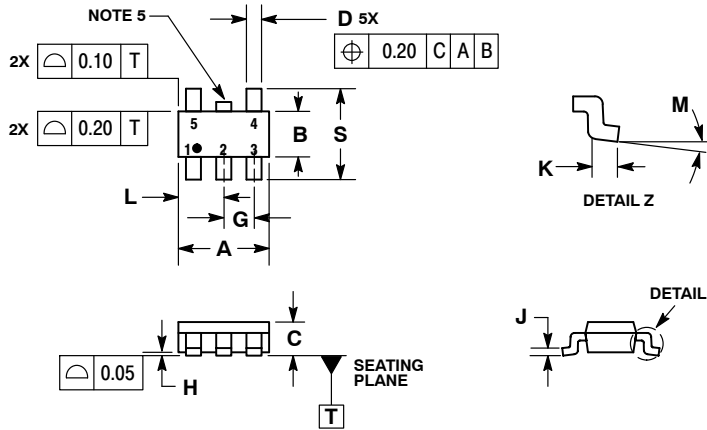 NOTE 5
D 5X
⌖ 0.20 C A B
2X ⌓ 0.10 T
2X ⌓ 0.20 T
5 4
1 2 3
B
S
L
G
A
M
K
DETAIL Z
C
H
⌓ 0.05
SEATING
PLANE
T
J
DETAIL